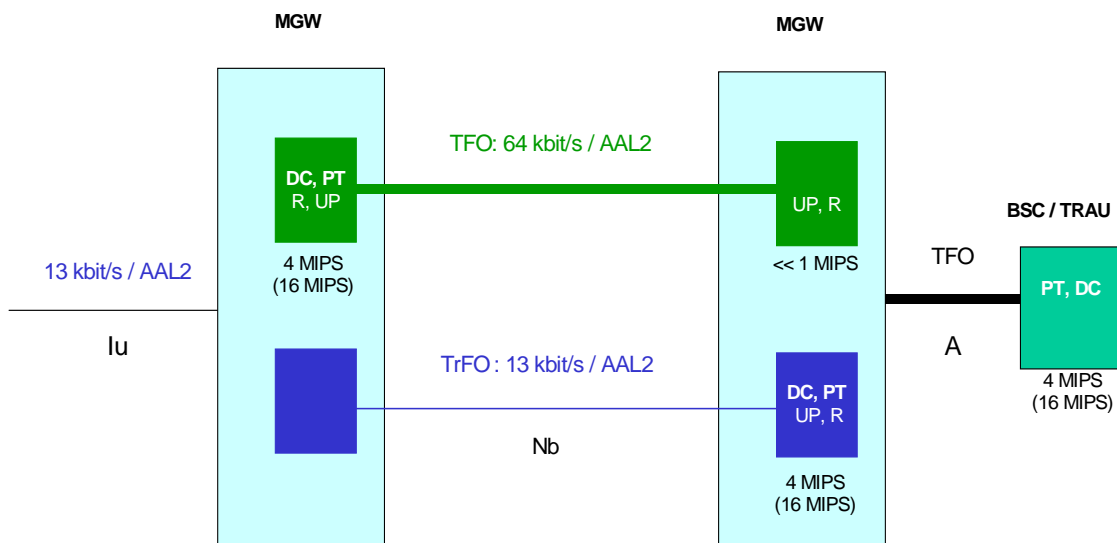 MGW
MGW
TFO: 64 kbit/s / AAL2
DC, PT
R, UP
UP, R
BSC / TRAU
13 kbit/s / AAL2
4 MIPS
(16 MIPS)
<< 1 MIPS
TFO
PT, DC
Iu
A
TrFO : 13 kbit/s / AAL2
4 MIPS
(16 MIPS)
DC, PT
UP, R
Nb
4 MIPS
(16 MIPS)